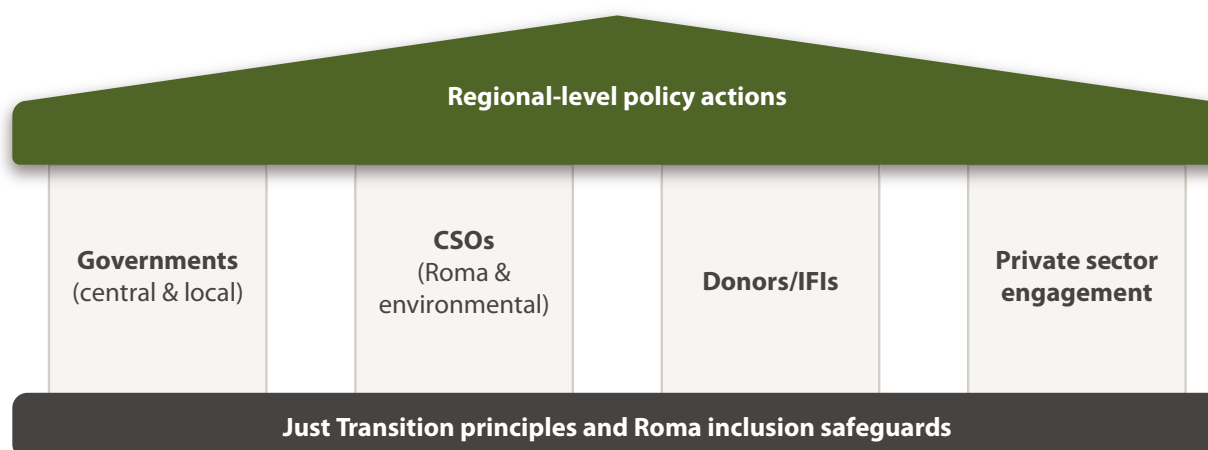 Regional-level policy actions
Governments
(central & local)
CSOs
(Roma &
environmental)
Donors/IFIs
Private sector
engagement
Just Transition principles and Roma inclusion safeguards